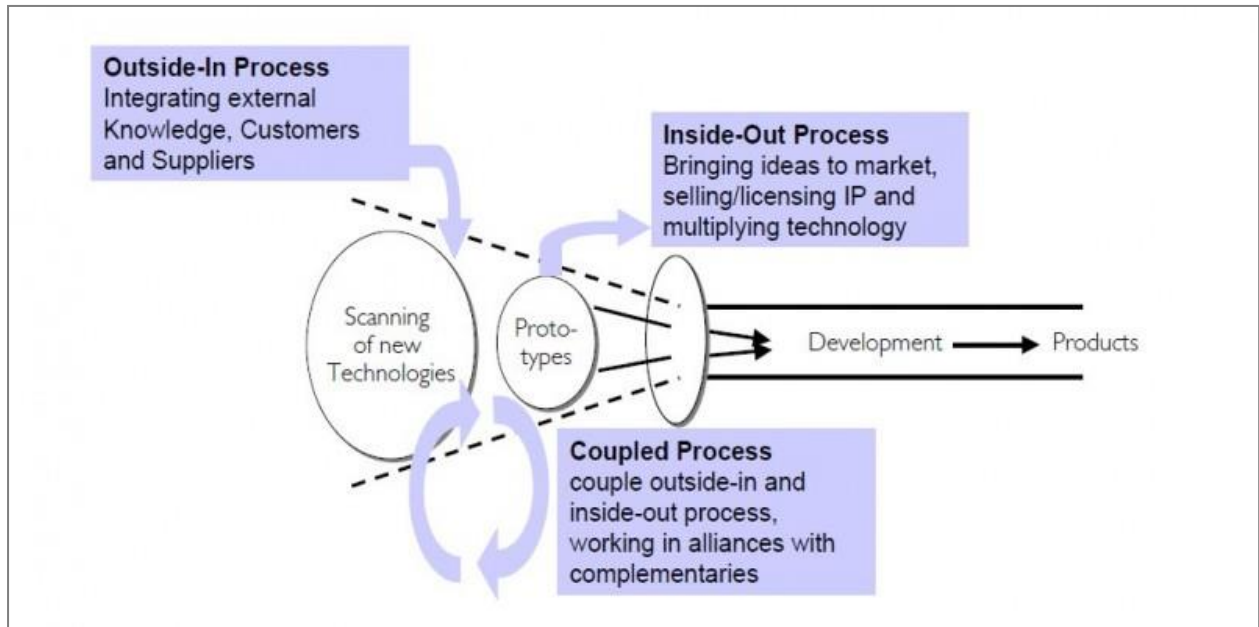 Outside-In Process
Integrating external
Knowledge, Customers
and Suppliers
Inside-Out Process
Bringing ideas to market,
selling/licensing IP and
multiplying technology
Scanning
of new
Technologies
Proto-
types
Development
Products
Coupled Process
couple outside-in and
inside-out process,
working in alliances with
complementaries